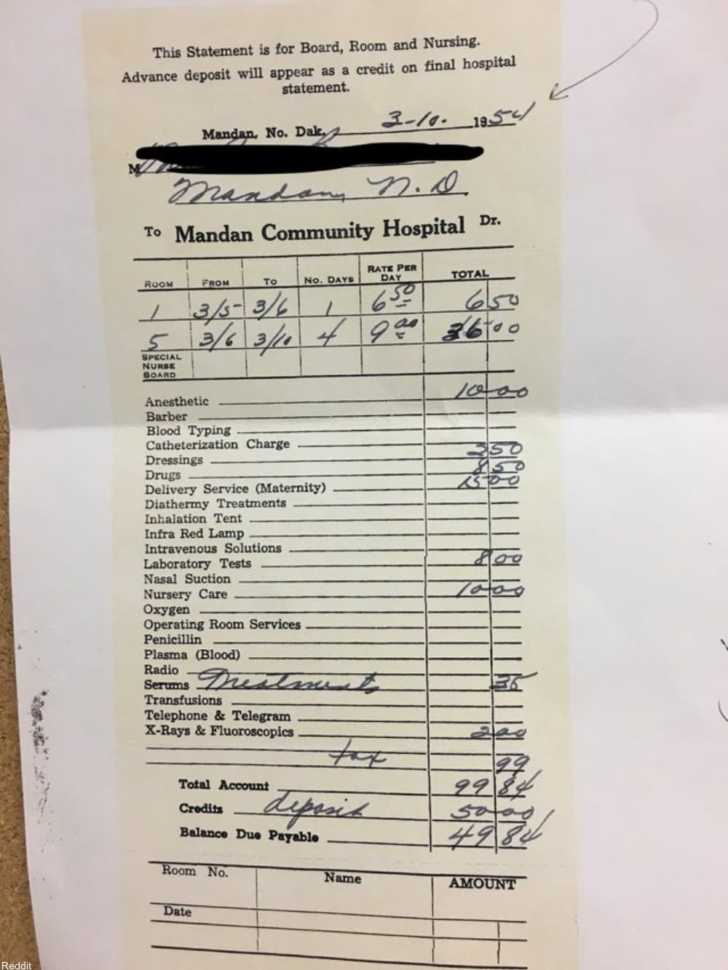 This Statement is for Board, Room and Nursing.
Advance deposit will appear as a credit on final hospital
statement.
Mandan, No. Dak., 3-10. 1954
M
Mandan, N.D.
To Mandan Community Hospital Dr.
ROOM FROM TO NO. DAYS RATE PER DAY TOTAL
1 3/5- 3/6 1 6 50 6 50
5 3/6 3/10 4 9 00 36 00
SPECIAL
NURSE
BOARD
Anesthetic 10 00
Barber
Blood Typing
Catheterization Charge
Dressings 3 50
Drugs 8 50
Delivery Service (Maternity) 15 00
Diathermy Treatments
Inhalation Tent
Infra Red Lamp
Intravenous Solutions
Laboratory Tests 8 00
Nasal Suction
Nursery Care 10 00
Oxygen
Operating Room Services
Penicillin
Plasma (Blood)
Radio
Serums Treatments 35
Transfusions
Telephone & Telegram
X-Rays & Fluoroscopics 2 00
tax 99
Total Account 99 84
Credits deposit 50 00
Balance Due Payable 49 84
Room No. Name AMOUNT
Date
Reddit